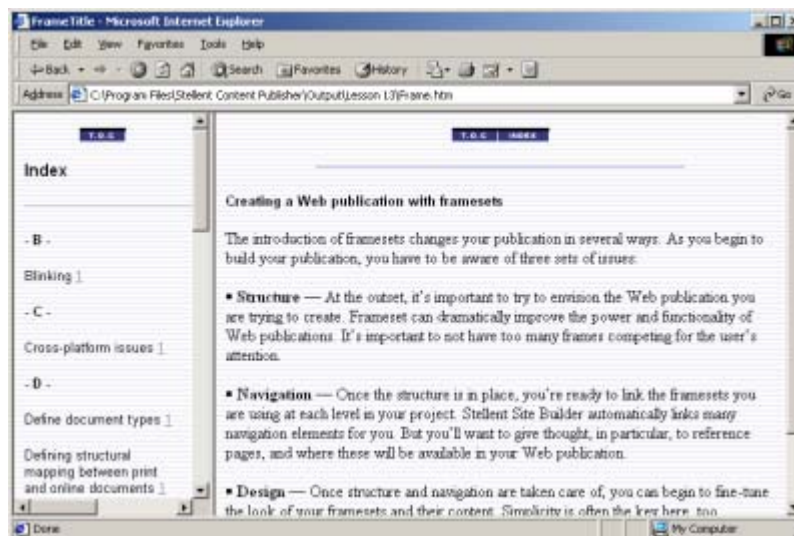 FrameTitle - Microsoft Internet Explorer
File Edit View Favorites Tools Help
Back Search Favorites History
Address C:\Program Files\Stellent Content Publisher\Output\Lesson 13\Frame.htm Go
T.O.C
Index
- B -
Blinking 1
- C -
Cross-platform issues 1
- D -
Define document types 1
Defining structural
mapping between print
and online documents 1
T.O.C | INDEX
Creating a Web publication with framesets
The introduction of framesets changes your publication in several ways. As you begin to
build your publication, you have to be aware of three sets of issues:
▪ Structure — At the outset, it's important to try to envision the Web publication you
are trying to create. Frameset can dramatically improve the power and functionality of
Web publications. It's important to not have too many frames competing for the user's
attention.
▪ Navigation — Once the structure is in place, you're ready to link the framesets you
are using at each level in your project. Stellent Site Builder automatically links many
navigation elements for you. But you'll want to give thought, in particular, to reference
pages, and where these will be available in your Web publication.
▪ Design — Once structure and navigation are taken care of, you can begin to fine-tune
the look of your framesets and their content. Simplicity is often the key here, too.
Done My Computer